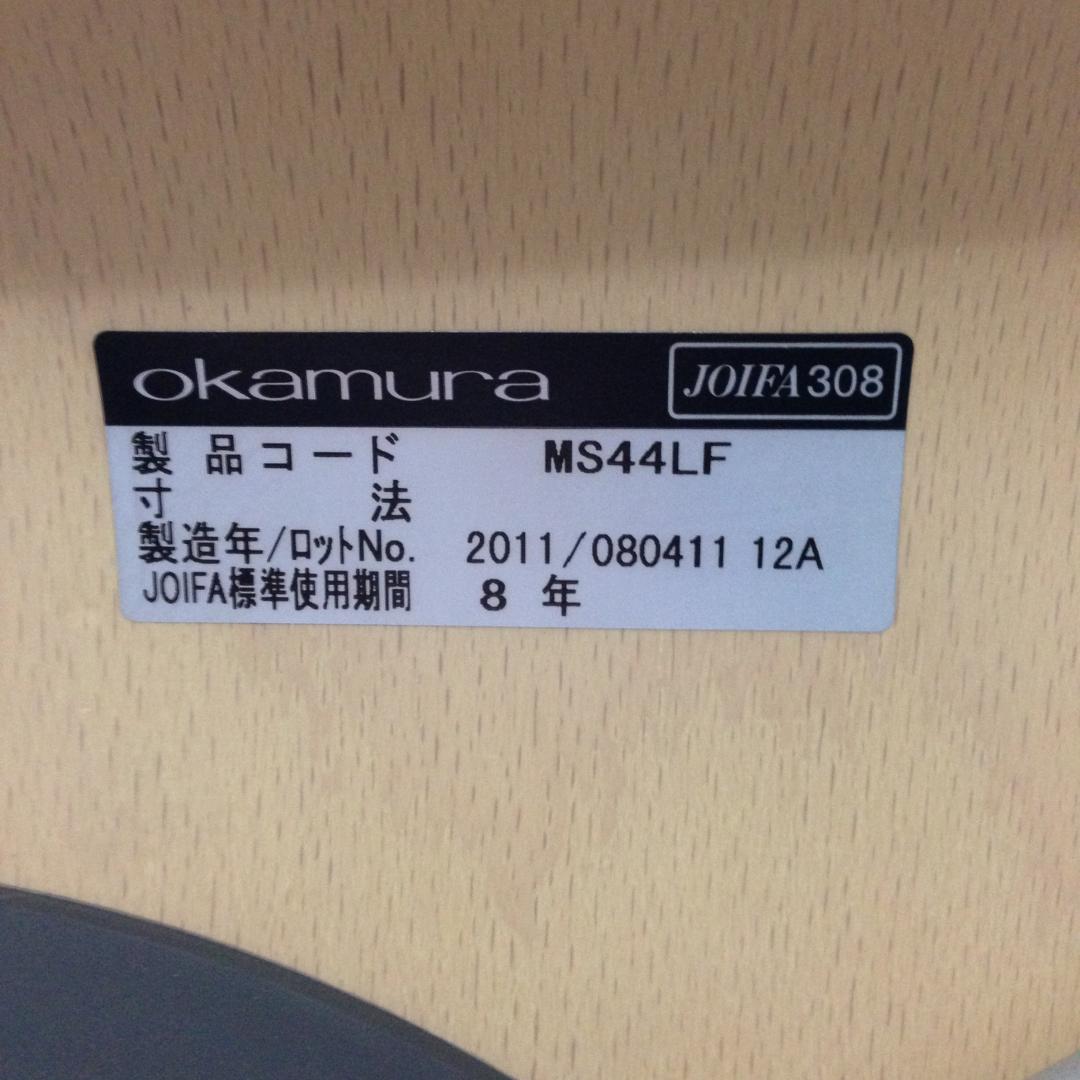 okamura JOIFA308
製品コード MS44LF
寸法
製造年/ロットNo. 2011/080411 12A
JOIFA標準使用期間 8年